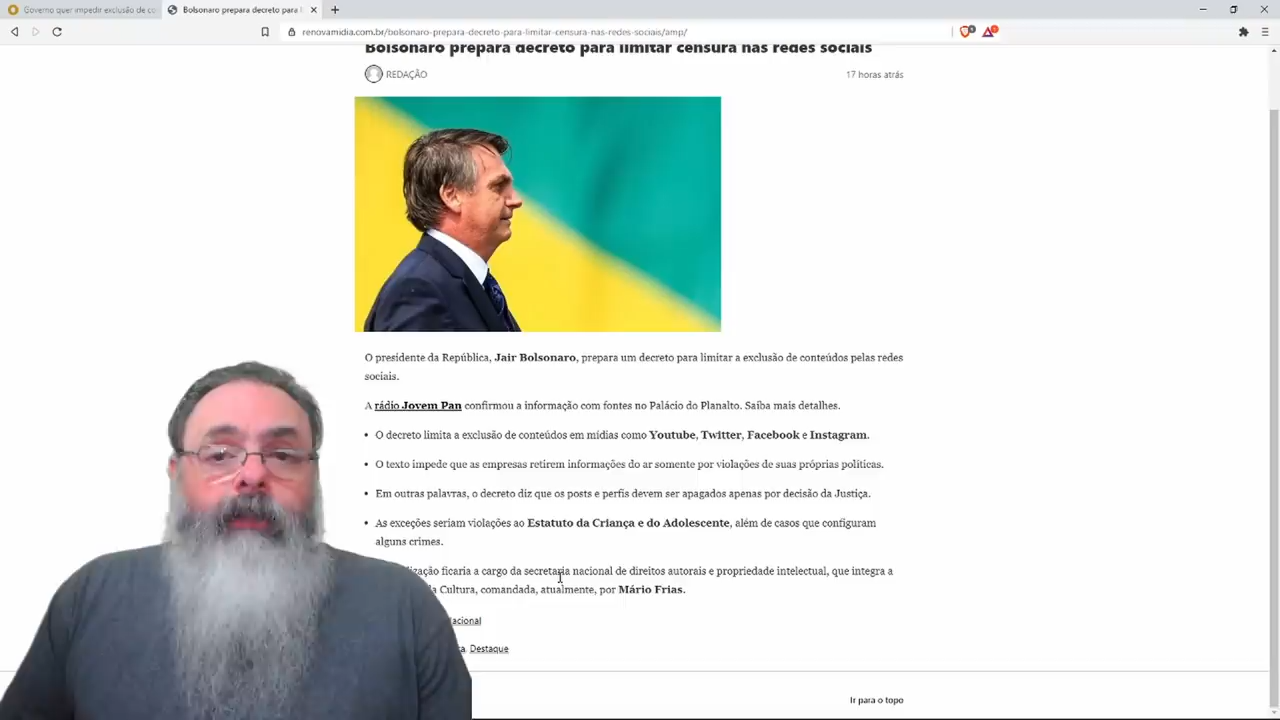 Governo quer impedir exclusão de co
Bolsonaro prepara decreto para l
renovamidia.com.br/bolsonaro-prepara-decreto-para-limitar-censura-nas-redes-sociais/amp/
Bolsonaro prepara decreto para limitar censura nas redes sociais
REDAÇÃO
17 horas atrás
O presidente da República, Jair Bolsonaro, prepara um decreto para limitar a exclusão de conteúdos pelas redes
sociais.
A rádio Jovem Pan confirmou a informação com fontes no Palácio do Planalto. Saiba mais detalhes.
• O decreto limita a exclusão de conteúdos em mídias como Youtube, Twitter, Facebook e Instagram.
• O texto impede que as empresas retirem informações do ar somente por violações de suas próprias políticas.
• Em outras palavras, o decreto diz que os posts e perfis devem ser apagados apenas por decisão da Justiça.
• As exceções seriam violações ao Estatuto da Criança e do Adolescente, além de casos que configuram
alguns crimes.
ficaria a cargo da secretaria nacional de direitos autorais e propriedade intelectual, que integra a
da Cultura, comandada, atualmente, por Mário Frias.
acional
Destaque
Ir para o topo